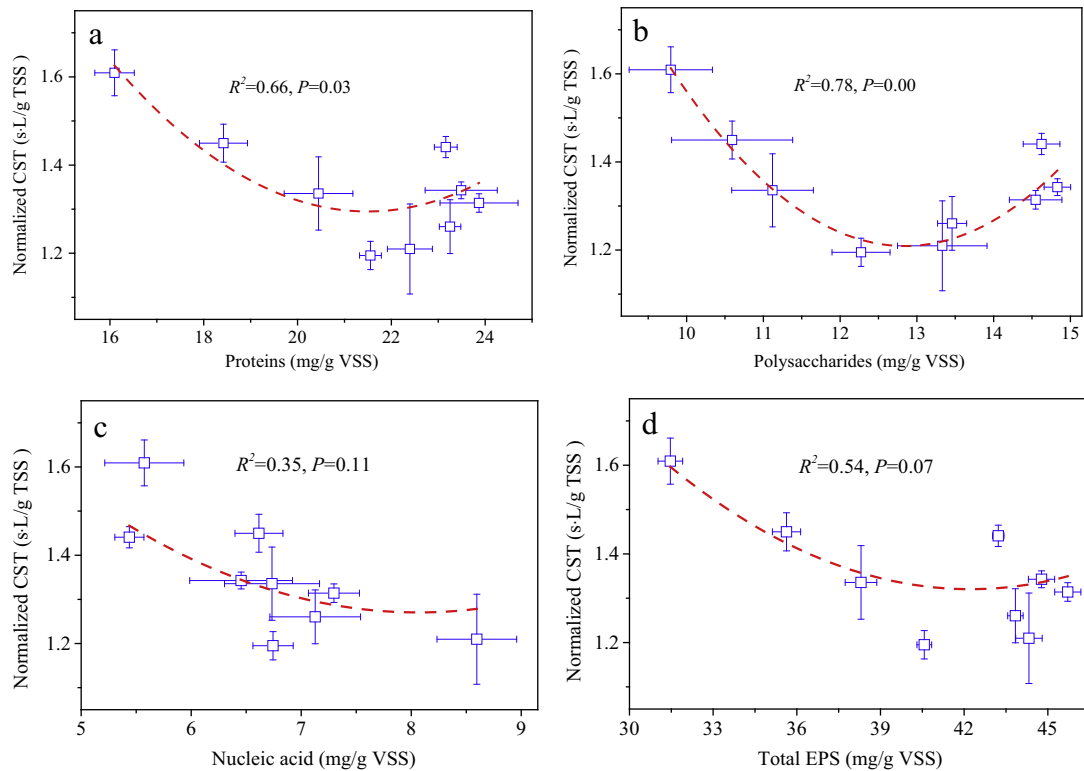 a
R²=0.66, P=0.03
Normalized CST (s·L/g TSS )
1.6
1.4
1.2
16
18
20
22
24
Proteins (mg/g VSS)
b
R²=0.78, P=0.00
Normalized CST (s·L/g TSS )
1.6
1.4
1.2
10
11
12
13
14
15
Polysaccharides (mg/g VSS)
c
R²=0.35, P=0.11
Normalized CST (s·L/g TSS )
1.6
1.4
1.2
5
6
7
8
9
Nucleic acid (mg/g VSS)
d
R²=0.54, P=0.07
Normalized CST (s·L/g TSS )
1.6
1.4
1.2
30
33
36
39
42
45
Total EPS (mg/g VSS)